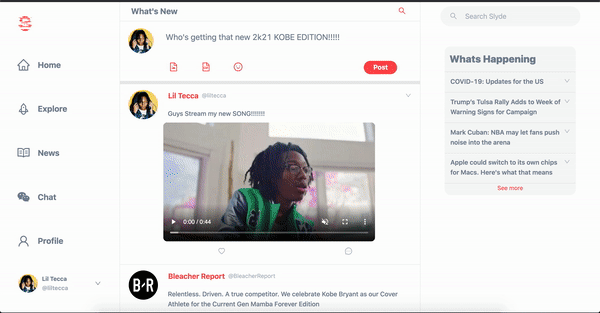 What's New
Search Slyde
Who's getting that new 2k21 KOBE EDITION!!!!!
Post
Home
Explore
News
Chat
Profile
Lil Tecca
@liltecca
Lil Tecca @liltecca
Guys Stream my new SONG!!!!!!!
0:00 / 0:44
B/R
Bleacher Report @BleacherReport
Relentless. Driven. A true competitor. We celebrate Kobe Bryant as our Cover
Athlete for the Current Gen Mamba Forever Edition
Whats Happening
COVID-19: Updates for the US
Trump's Tulsa Rally Adds to Week of
Warning Signs for Campaign
Mark Cuban: NBA may let fans push
noise into the arena
Apple could switch to its own chips
for Macs. Here's what that means
See more